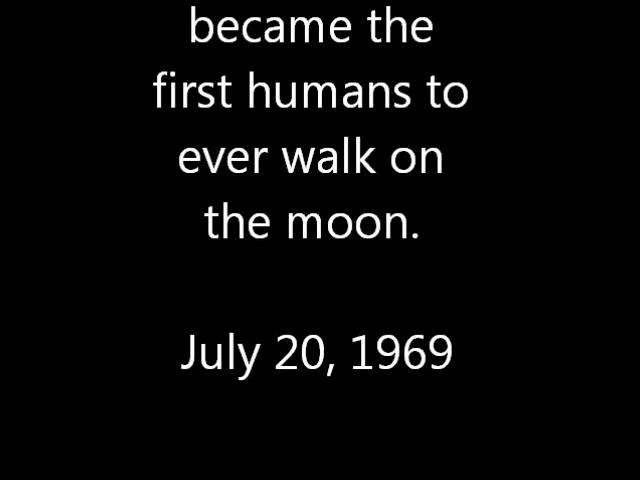 became the
first humans to
ever walk on
the moon.
July 20, 1969